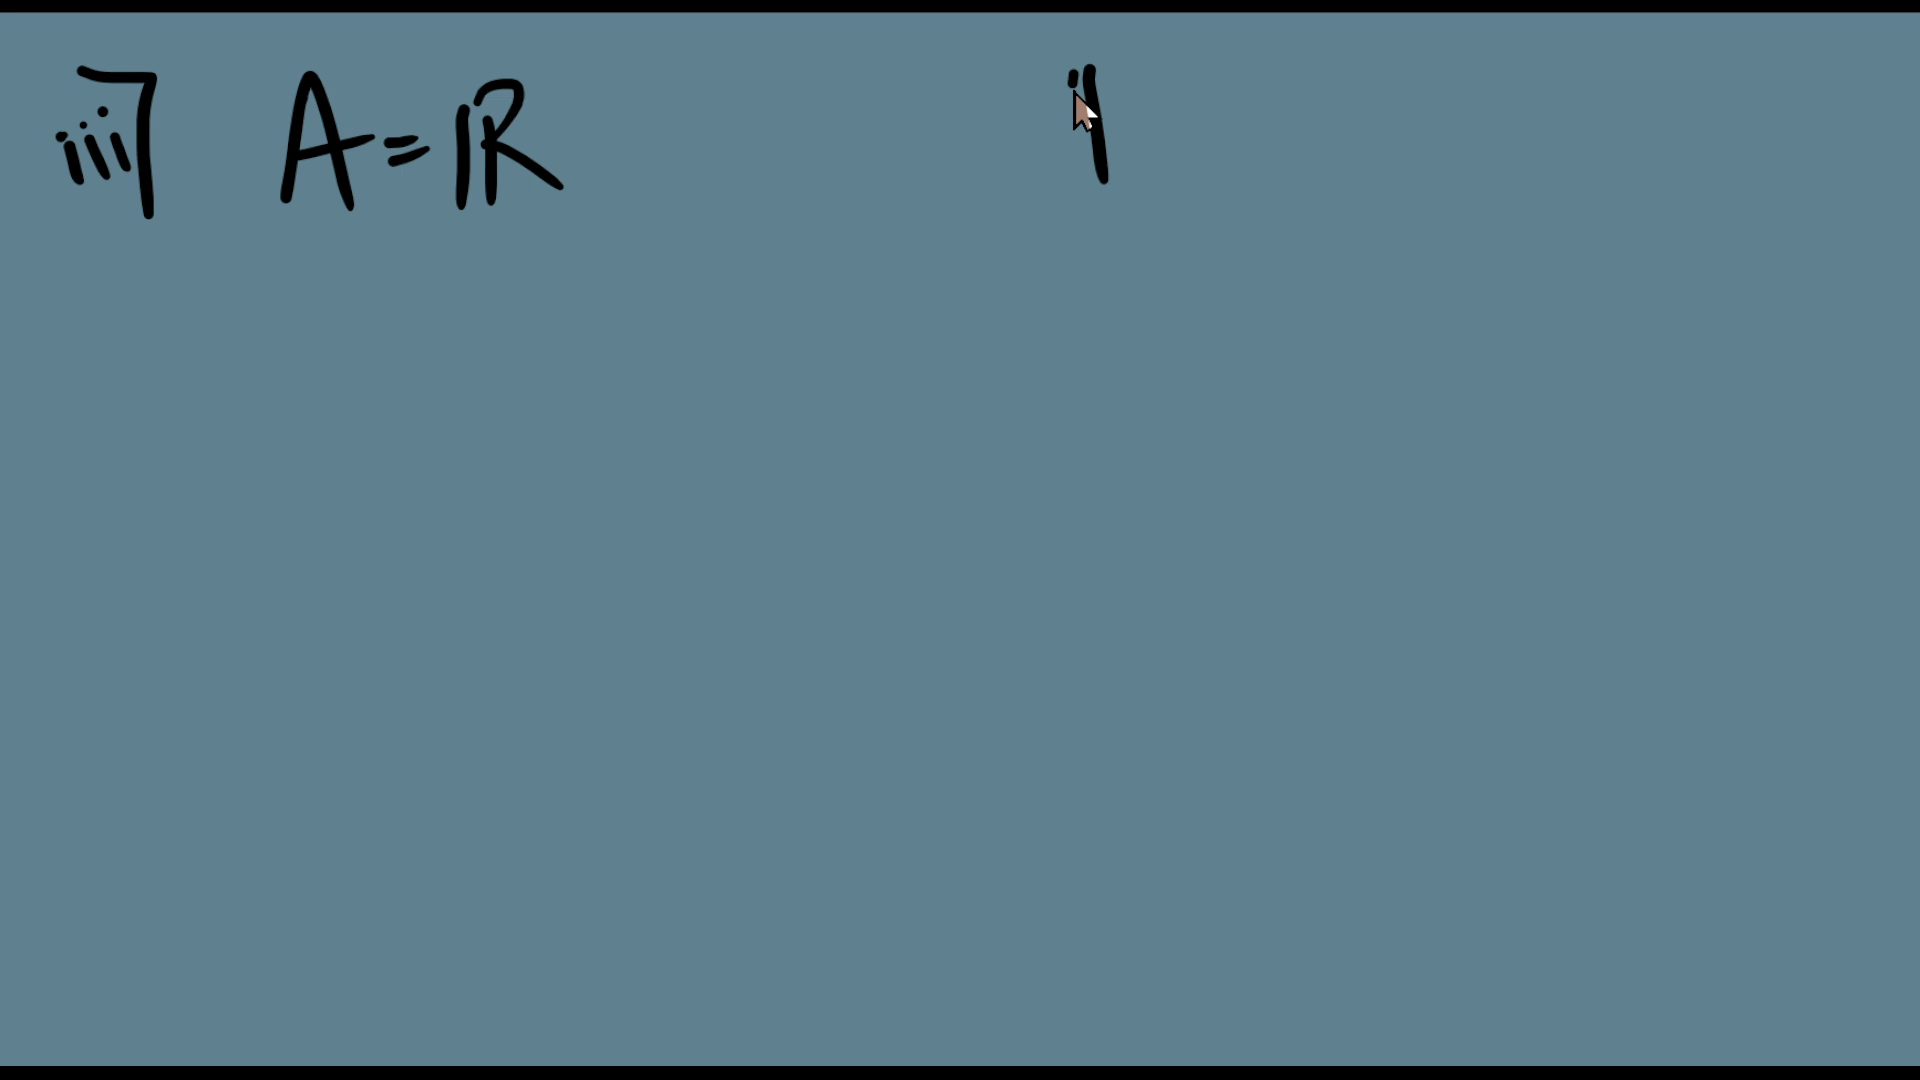 iii] A = ℝ